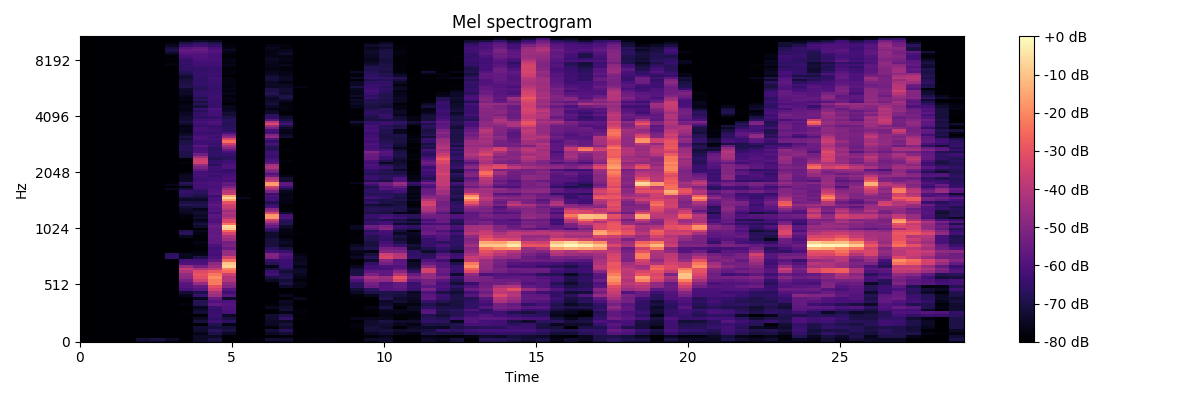 Mel spectrogram
8192
4096
2048
1024
512
0
Hz
0 5 10 15 20 25
Time
+0 dB
-10 dB
-20 dB
-30 dB
-40 dB
-50 dB
-60 dB
-70 dB
-80 dB